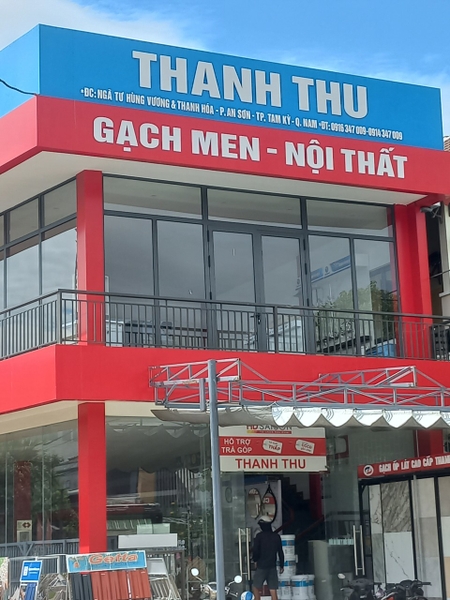 THANH THU
*ĐC: NGÃ TƯ HÙNG VƯƠNG & THANH HÓA - P. AN SƠN - TP. TAM KỲ - Q. NAM *ĐT: 0916 347 009-0914 347 009
GẠCH MEN - NỘI THẤT
HDSAISON
HỖ TRỢ
TRẢ GÓP
THANH THU
GẠCH ỐP LÁT CAO CẤP